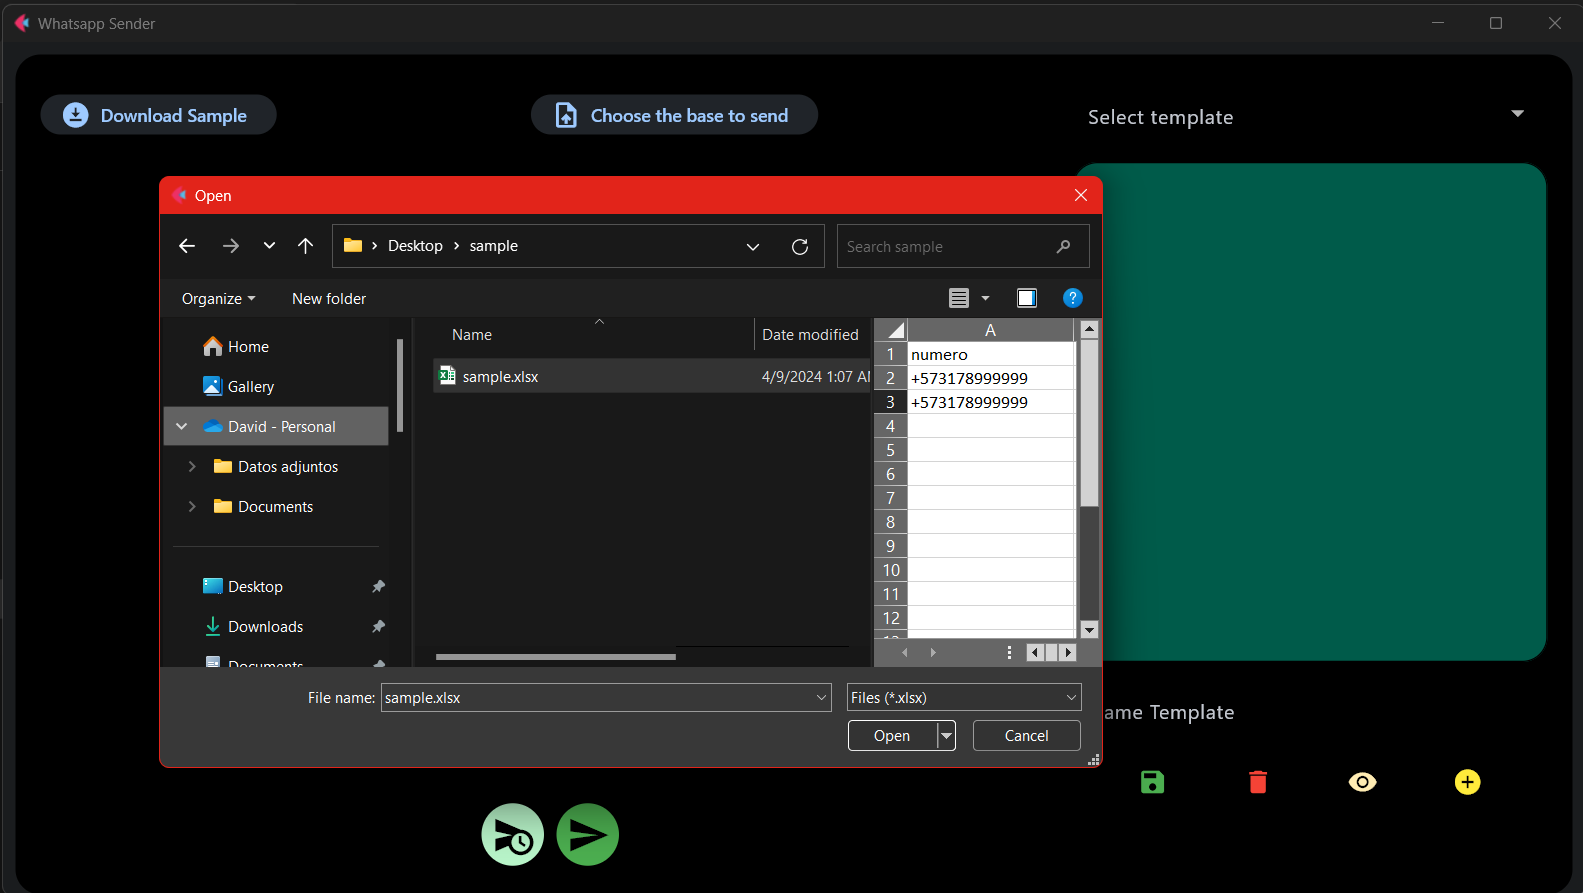 Whatsapp Sender
Download Sample
Choose the base to send
Select template
Open
Desktop
sample
Search sample
Organize
New folder
?
Home
Gallery
David - Personal
Datos adjuntos
Documents
Desktop
Downloads
Documents
Name
Date modified
sample.xlsx
4/9/2024 1:07 A
A
1 numero
2 +573178999999
3 +573178999999
4
5
6
7
8
9
10
11
12
File name: sample.xlsx
Files (*.xlsx)
Open
Cancel
ame Template